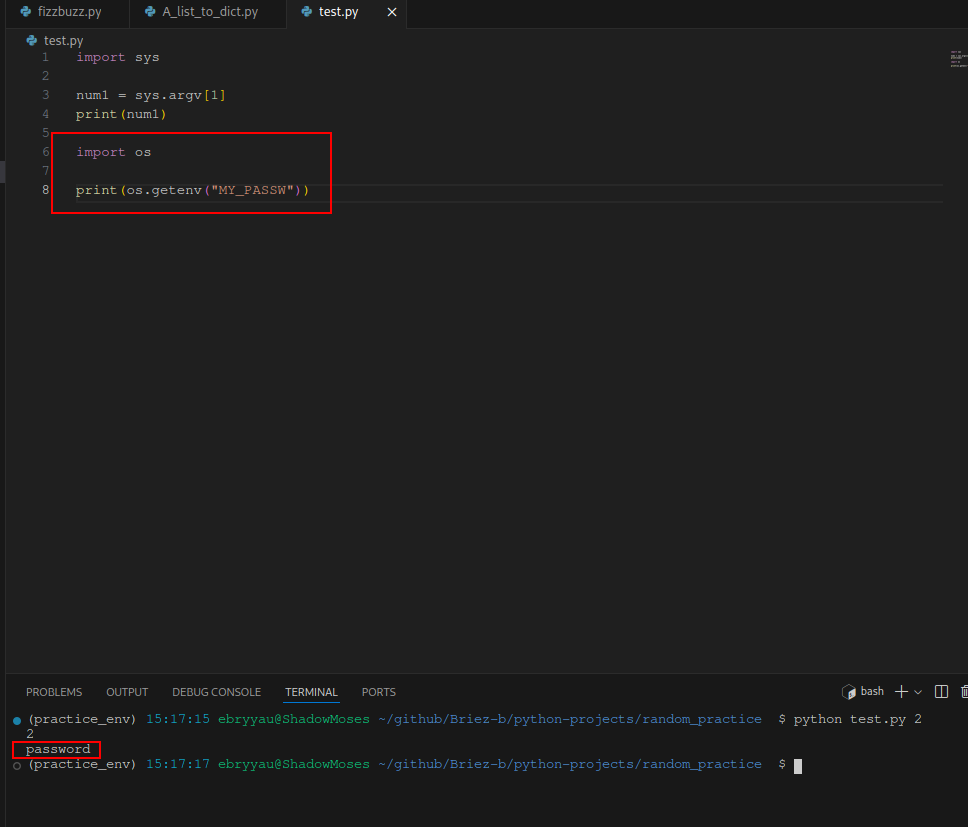 fizzbuzz.py A_list_to_dict.py test.py
test.py
1 import sys
2
3 num1 = sys.argv[1]
4 print(num1)
5
6 import os
7
8 print(os.getenv("MY_PASSW"))
PROBLEMS OUTPUT DEBUG CONSOLE TERMINAL PORTS bash
(practice_env) 15:17:15 ebryyau@ShadowMoses ~/github/Briez-b/python-projects/random_practice $ python test.py 2
2
password
(practice_env) 15:17:17 ebryyau@ShadowMoses ~/github/Briez-b/python-projects/random_practice $